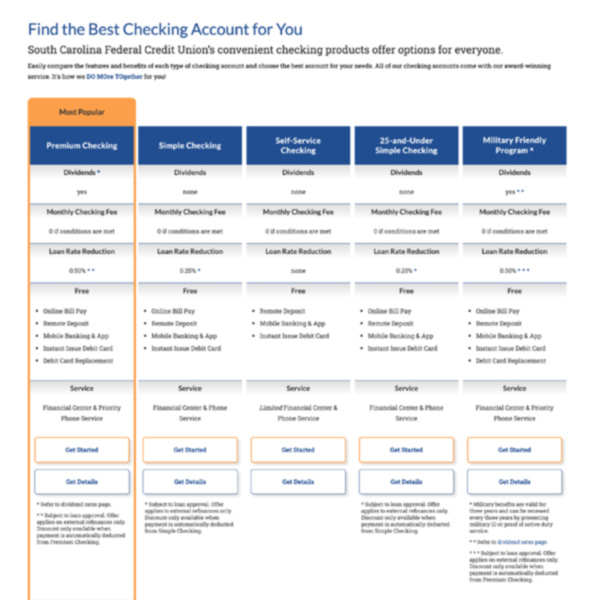 Find the Best Checking Account for You
South Carolina Federal Credit Union's convenient checking products offer options for everyone.
Easily compare the features and benefits of each type of checking account and choose the best account for your needs. All of our checking accounts come with our award-winning
service. It's how we DO MOre TOgether for you!
Most Popular
Premium Checking
Dividends *
yes
Monthly Checking Fee
0 if conditions are met
Loan Rate Reduction
0.50% * *
Free
• Online Bill Pay
• Remote Deposit
• Mobile Banking & App
• Instant Issue Debit Card
• Debit Card Replacement
Service
Financial Center & Priority
Phone Service
Get Started
Get Details
* Refer to dividend rates page.
* * Subject to loan approval. Offer
applies on external refinances only.
Discount only available when
payment is automatically deducted
from Premium Checking.
Simple Checking
Dividends
none
Monthly Checking Fee
0 if conditions are met
Loan Rate Reduction
0.25% *
Free
• Online Bill Pay
• Remote Deposit
• Mobile Banking & App
• Instant Issue Debit Card
Service
Financial Center & Phone
Service
Get Started
Get Details
* Subject to loan approval. Offer
applies to external refinances only.
Discount only available when
payment is automatically deducted
from Simple Checking.
Self-Service
Checking
Dividends
none
Monthly Checking Fee
0 if conditions are met
Loan Rate Reduction
none
Free
• Remote Deposit
• Mobile Banking & App
• Instant Issue Debit Card
Service
Limited Financial Center &
Phone Service
Get Started
Get Details
25-and-Under
Simple Checking
Dividends
none
Monthly Checking Fee
0 if conditions are met
Loan Rate Reduction
0.25% *
Free
• Online Bill Pay
• Remote Deposit
• Mobile Banking & App
• Instant Issue Debit Card
Service
Financial Center & Phone
Service
Get Started
Get Details
* Subject to loan approval. Offer
applies to external refinances only.
Discount only available when
payment is automatically deducted
from Simple Checking.
Military Friendly
Program *
Dividends
yes * *
Monthly Checking Fee
0 if conditions are met
Loan Rate Reduction
0.50% * * *
Free
• Online Bill Pay
• Remote Deposit
• Mobile Banking & App
• Instant Issue Debit Card
• Debit Card Replacement
Service
Financial Center & Priority
Phone Service
Get Started
Get Details
* Military benefits are valid for
three years and can be renewed
every three years by presenting
military ID or proof of active duty
service.
* * Refer to dividend rates page.
* * * Subject to loan approval. Offer
applies on external refinances only.
Discount only available when
payment is automatically deducted
from Premium Checking.